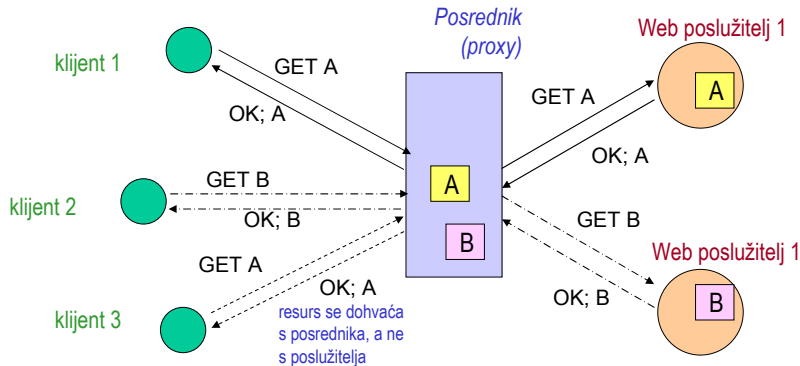 Posrednik
(proxy)
Web poslužitelj 1
klijent 1
GET A
OK; A
GET A
A
OK; A
A
klijent 2
GET B
OK; B
B
GET B
OK; B
Web poslužitelj 1
B
klijent 3
GET A
OK; A
resurs se dohvaća
s posrednika, a ne
s poslužitelja